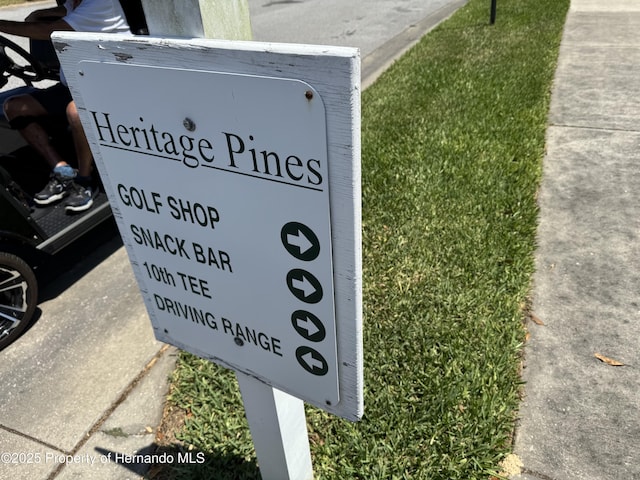 Heritage Pines
GOLF SHOP
SNACK BAR
10th TEE
DRIVING RANGE
©2025 Property of Hernando MLS